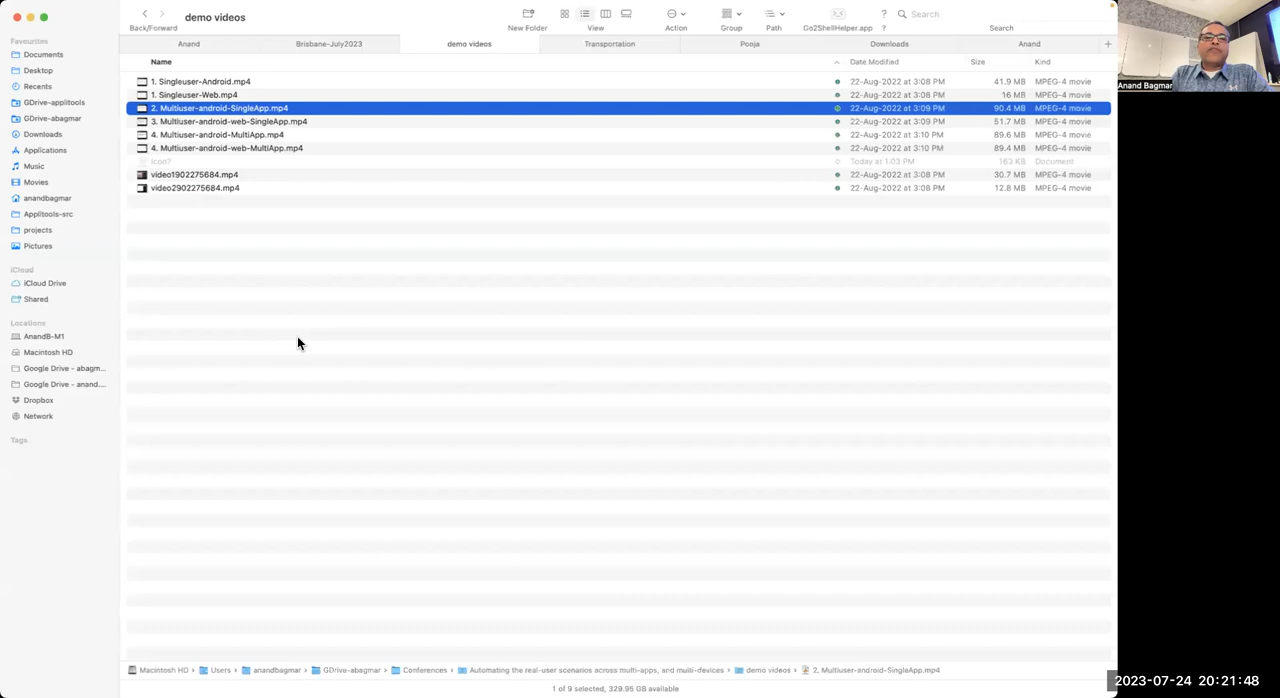 demo videos
Back/Forward
New Folder
View
Action
Group
Path
Go2ShellHelper.app
?
?
Search
Search
Anand
Brisbane-July2023
demo videos
Transportation
Pooja
Downloads
Anand
+
Favourites
Documents
Desktop
Recents
GDrive-applitools
GDrive-abagmar
Downloads
Applications
Music
Movies
anandbagmar
Applitools-src
projects
Pictures
iCloud
iCloud Drive
Shared
Locations
AnandB-M1
Macintosh HD
Google Drive - abagm...
Google Drive - anand....
Dropbox
Network
Tags
Name Date Modified Size Kind
1. Singleuser-Android.mp4 22-Aug-2022 at 3:08 PM 41.9 MB MPEG-4 movie
1. Singleuser-Web.mp4 22-Aug-2022 at 3:08 PM 16 MB MPEG-4 movie
2. Multiuser-android-SingleApp.mp4 22-Aug-2022 at 3:09 PM 90.4 MB MPEG-4 movie
3. Multiuser-android-web-SingleApp.mp4 22-Aug-2022 at 3:09 PM 51.7 MB MPEG-4 movie
4. Multiuser-android-MultiApp.mp4 22-Aug-2022 at 3:10 PM 89.6 MB MPEG-4 movie
4. Multiuser-android-web-MultiApp.mp4 22-Aug-2022 at 3:10 PM 89.4 MB MPEG-4 movie
Icon? Today at 1:03 PM 163 KB Document
video1902275684.mp4 22-Aug-2022 at 3:08 PM 30.7 MB MPEG-4 movie
video2902275684.mp4 22-Aug-2022 at 3:08 PM 12.8 MB MPEG-4 movie
Macintosh HD › Users › anandbagmar › GDrive-abagmar › Conferences › Automating the real-user scenarios across multi-apps, and multi-devices › demo videos › 2. Multiuser-android-SingleApp.mp4
1 of 9 selected, 329.95 GB available
Anand Bagmar
2023-07-24 20:21:48